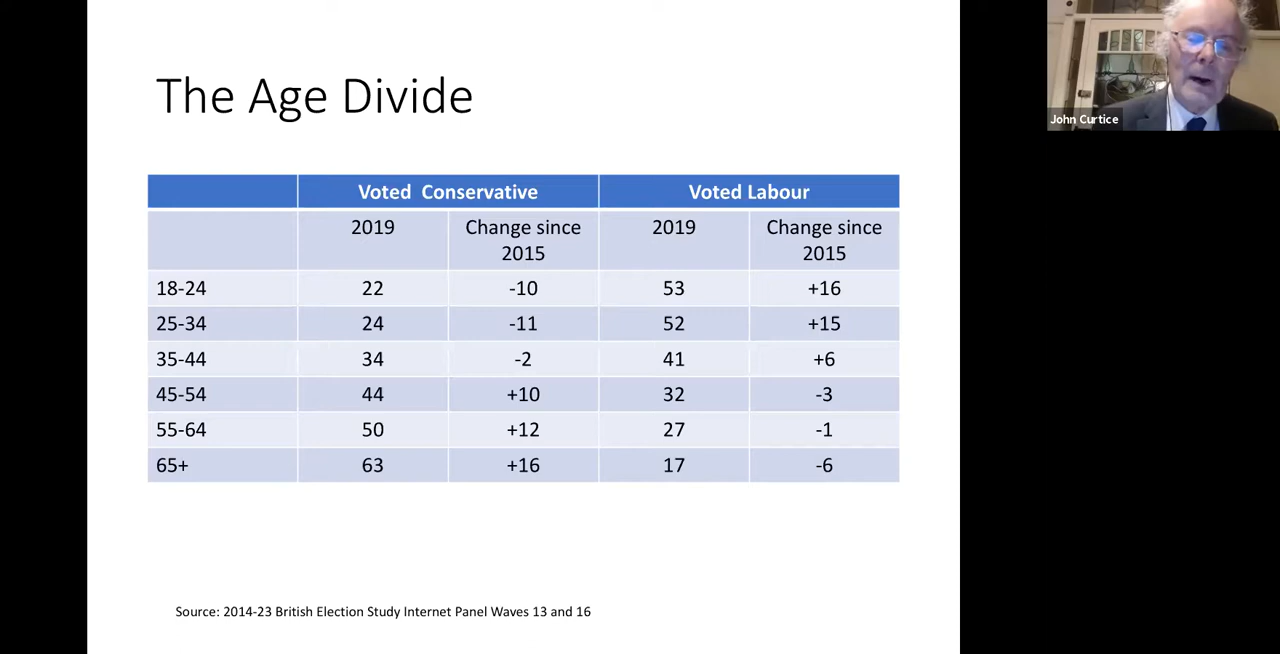 The Age Divide
John Curtice
Voted Conservative Voted Labour
2019 Change since 2015 2019 Change since 2015
18-24 22 -10 53 +16
25-34 24 -11 52 +15
35-44 34 -2 41 +6
45-54 44 +10 32 -3
55-64 50 +12 27 -1
65+ 63 +16 17 -6
Source: 2014-23 British Election Study Internet Panel Waves 13 and 16